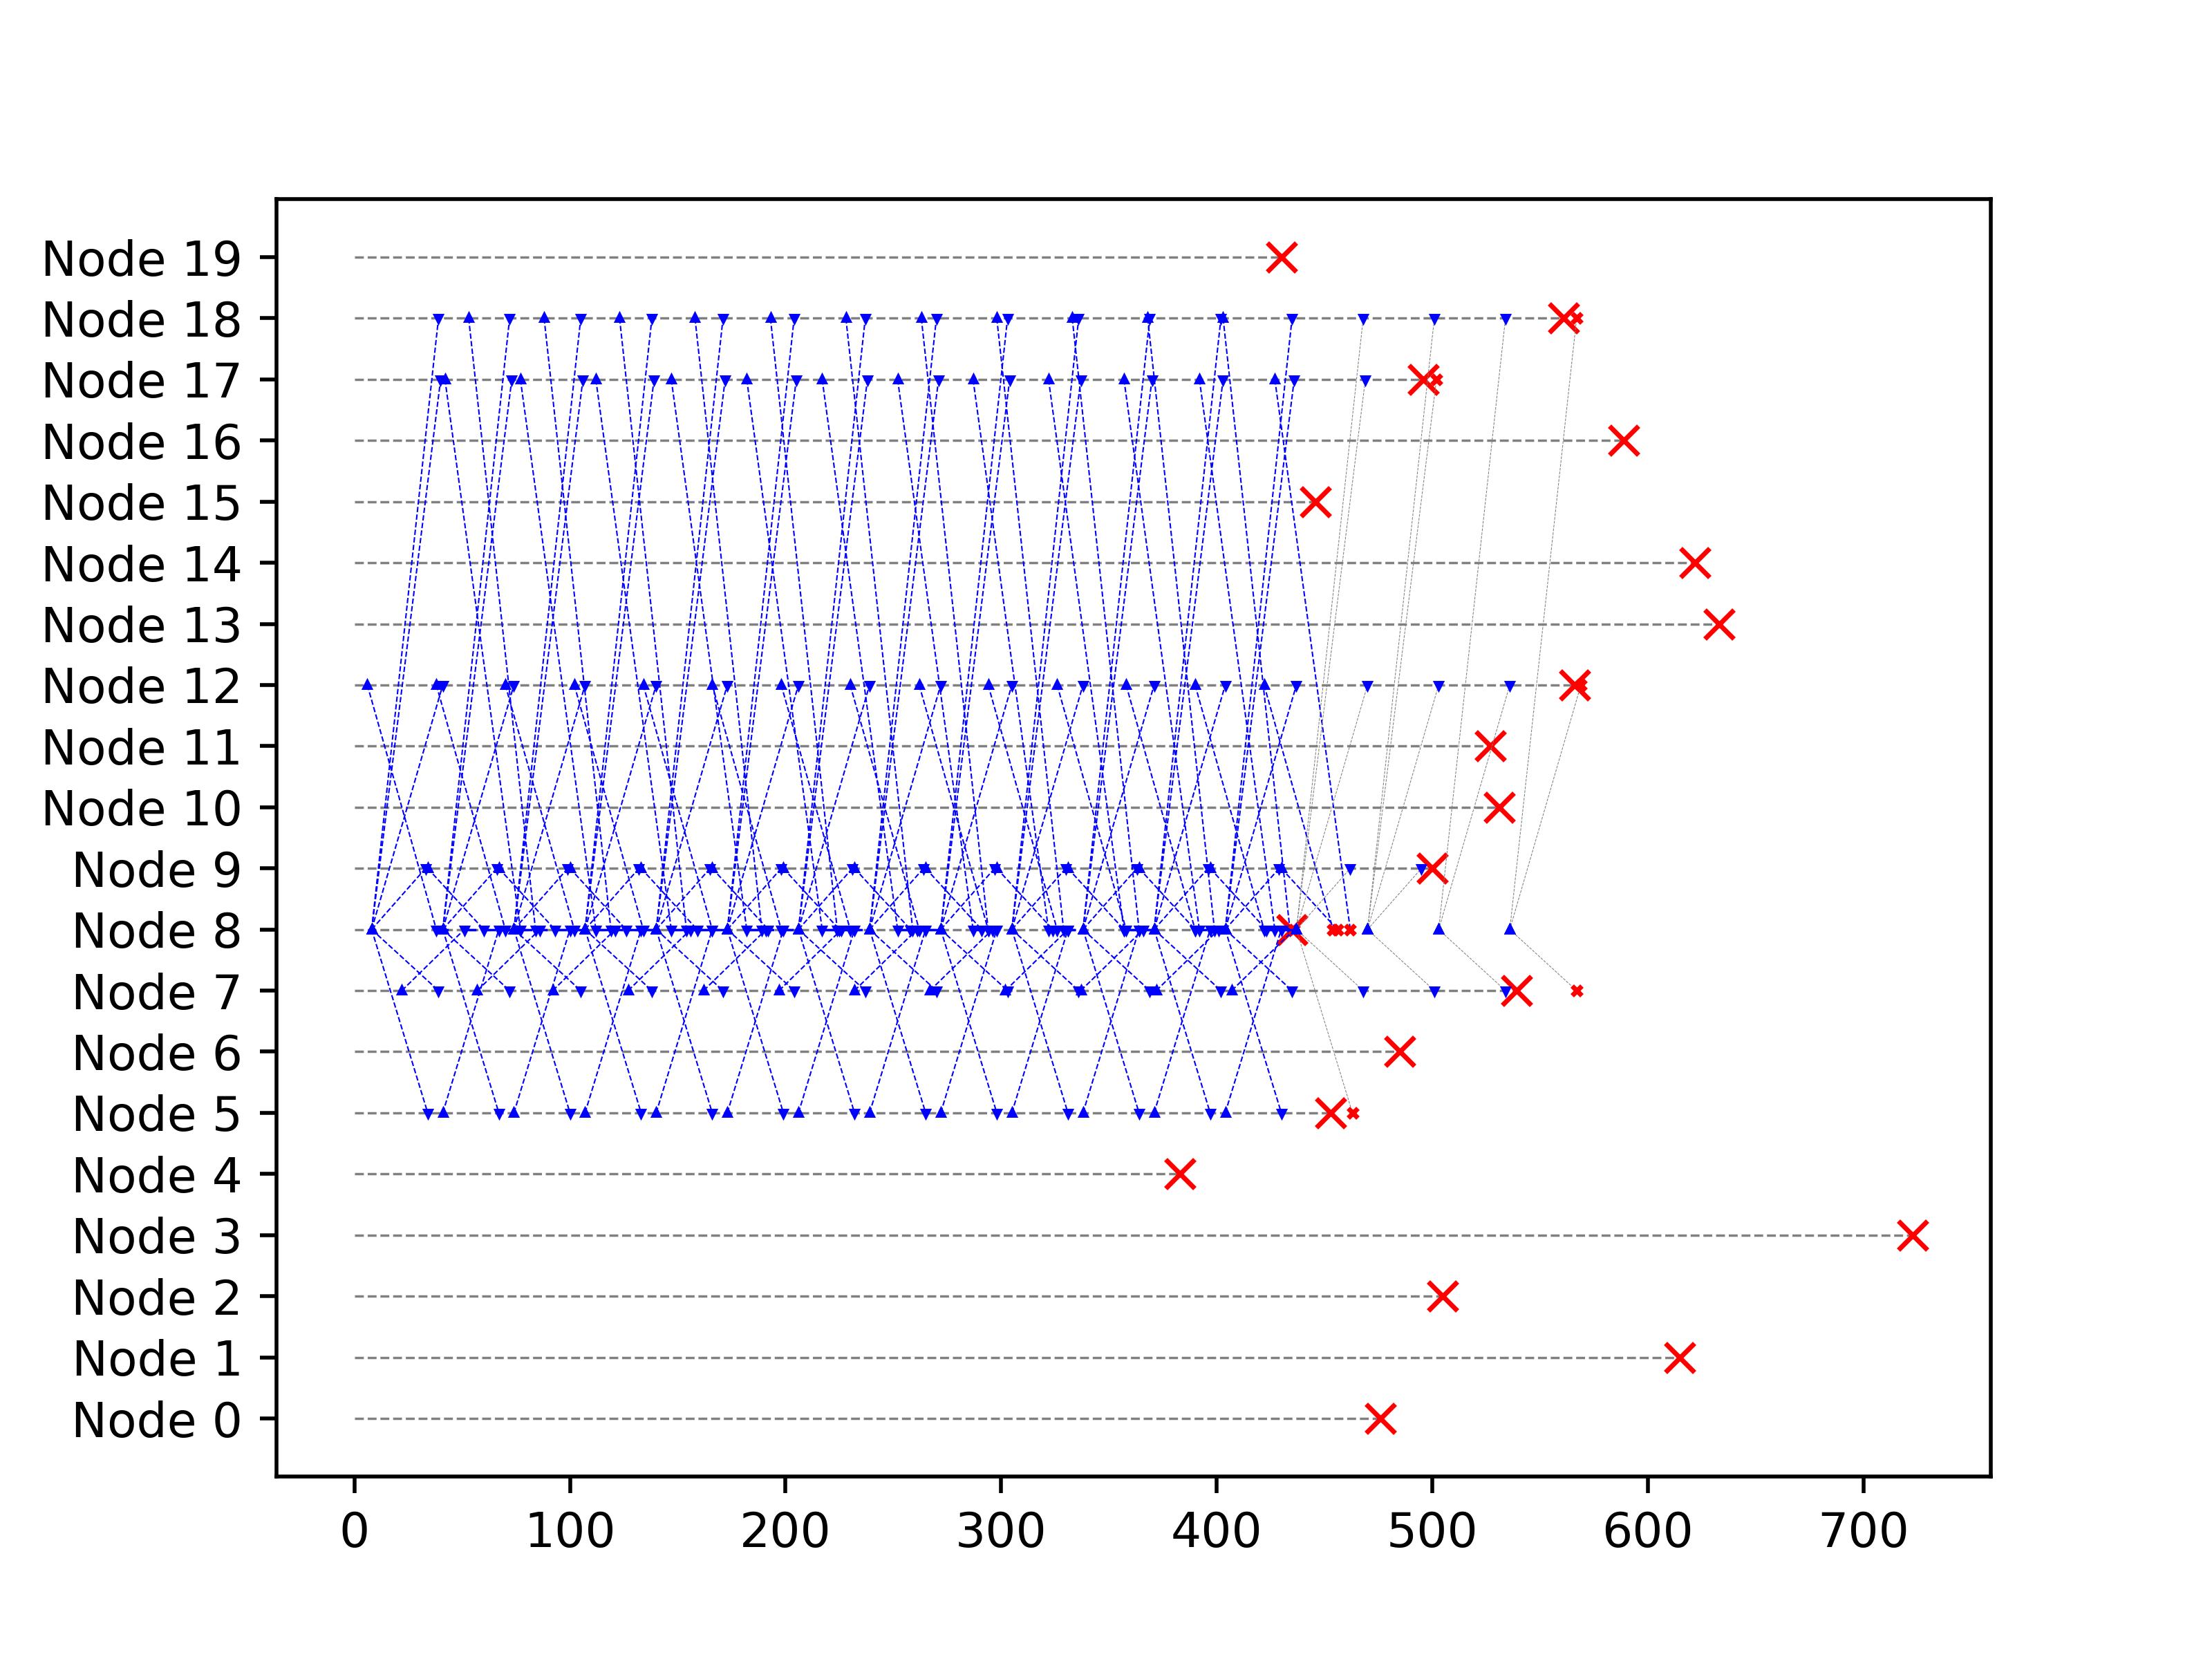 Node 19
Node 18
Node 17
Node 16
Node 15
Node 14
Node 13
Node 12
Node 11
Node 10
Node 9
Node 8
Node 7
Node 6
Node 5
Node 4
Node 3
Node 2
Node 1
Node 0
0 100 200 300 400 500 600 700